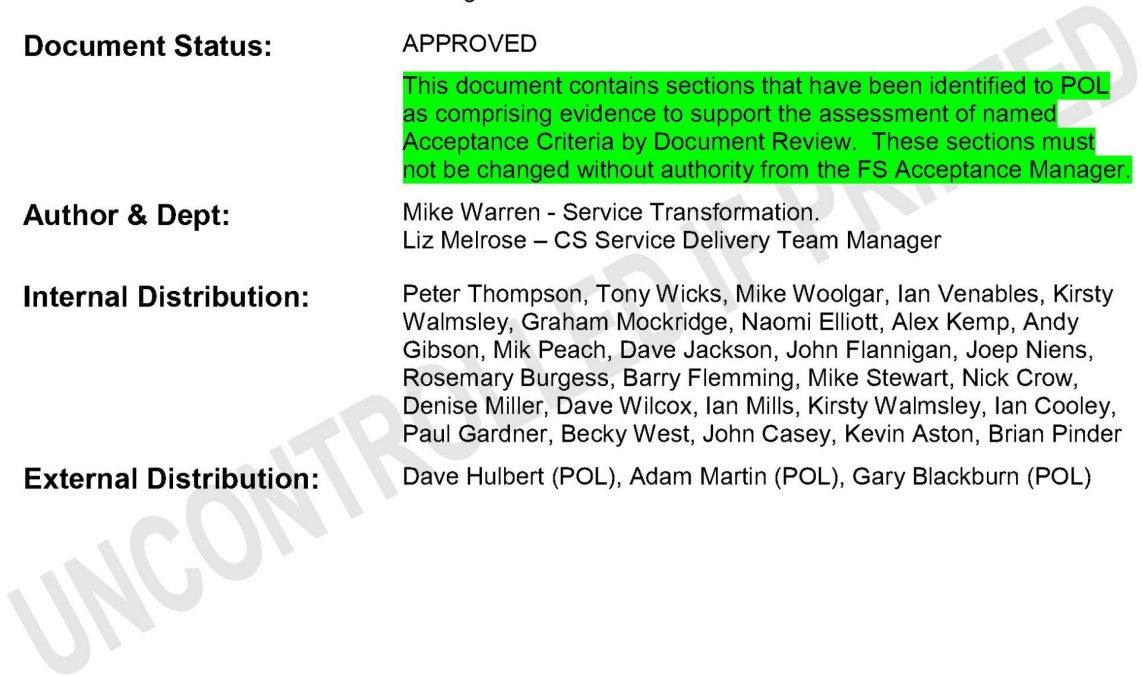 Document Status: APPROVED
This document contains sections that have been identified to POL
as comprising evidence to support the assessment of named
Acceptance Criteria by Document Review. These sections must
not be changed without authority from the FS Acceptance Manager.
Author & Dept: Mike Warren - Service Transformation.
Liz Melrose – CS Service Delivery Team Manager
Internal Distribution: Peter Thompson, Tony Wicks, Mike Woolgar, Ian Venables, Kirsty
Walmsley, Graham Mockridge, Naomi Elliott, Alex Kemp, Andy
Gibson, Mik Peach, Dave Jackson, John Flannigan, Joep Niens,
Rosemary Burgess, Barry Flemming, Mike Stewart, Nick Crow,
Denise Miller, Dave Wilcox, Ian Mills, Kirsty Walmsley, Ian Cooley,
Paul Gardner, Becky West, John Casey, Kevin Aston, Brian Pinder
External Distribution: Dave Hulbert (POL), Adam Martin (POL), Gary Blackburn (POL)
UNCONTROLLED IF PRINTED